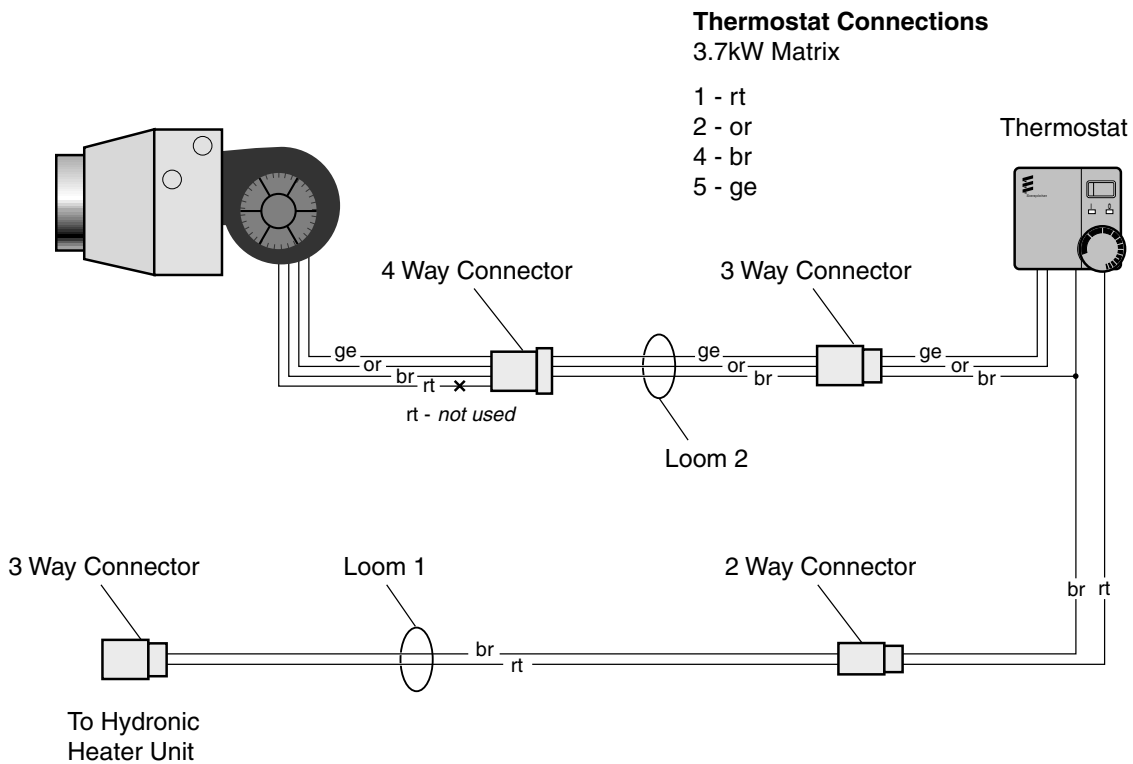 Thermostat Connections
3.7kW Matrix
1 - rt
2 - or
4 - br
5 - ge
Thermostat
4 Way Connector
3 Way Connector
ge
ge
ge
or
or
or
br
br
br
rt
rt - not used
Loom 2
3 Way Connector
Loom 1
2 Way Connector
br rt
br
rt
To Hydronic
Heater Unit